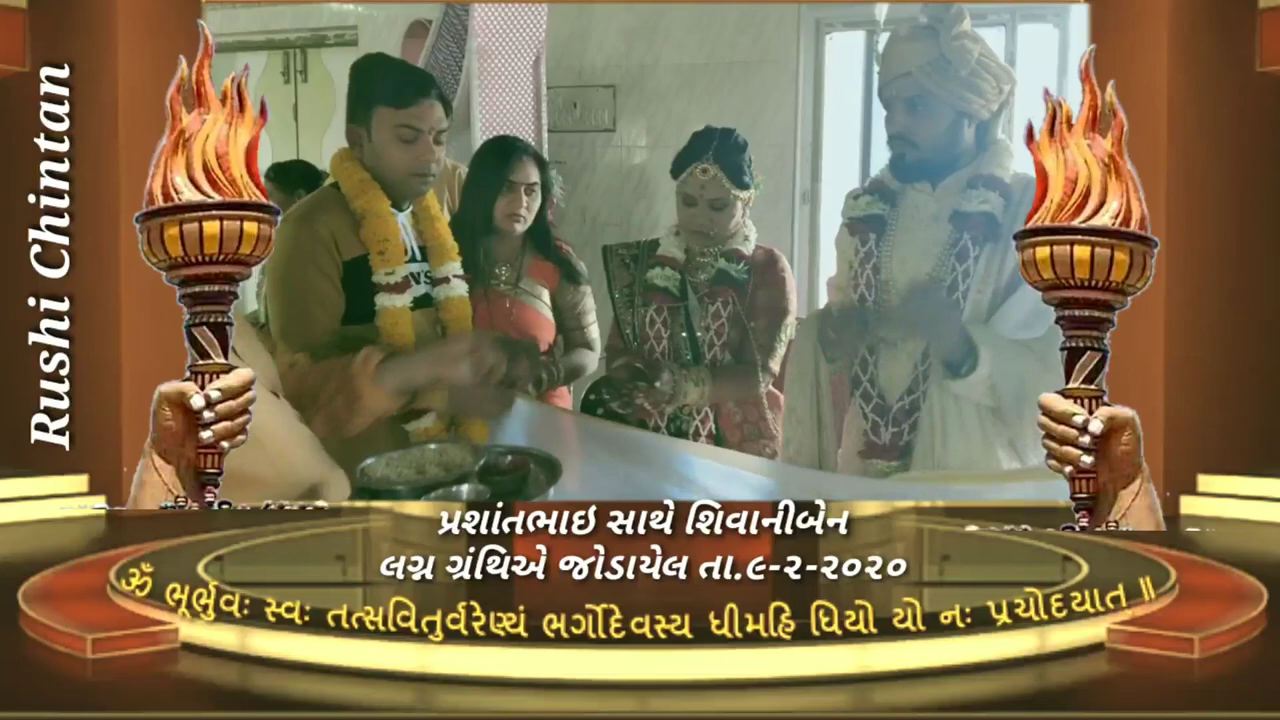 Rushi Chintan
પ્રશાંતભાઇ સાથે શિવાનીબેન
લગ્ન ગ્રંથિએ જોડાયેલ તા.૯-૨-૨૦૨૦
ૐ ભૂર્ભુવઃ સ્વઃ તત્સવિતુર્વરેણ્યં ભર્ગોદેવસ્ય ધીમહિ ધિયો યો નઃ પ્રચોદયાત ॥